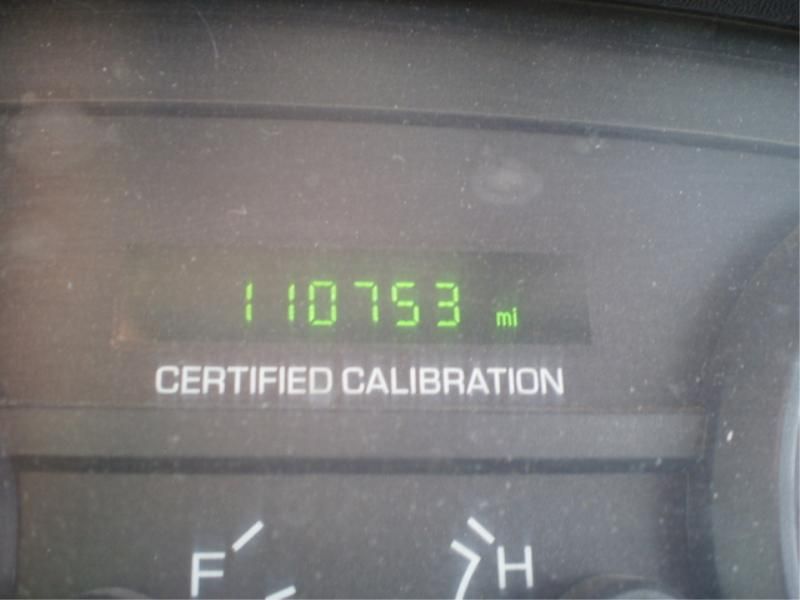 110753 mi
CERTIFIED CALIBRATION
F H